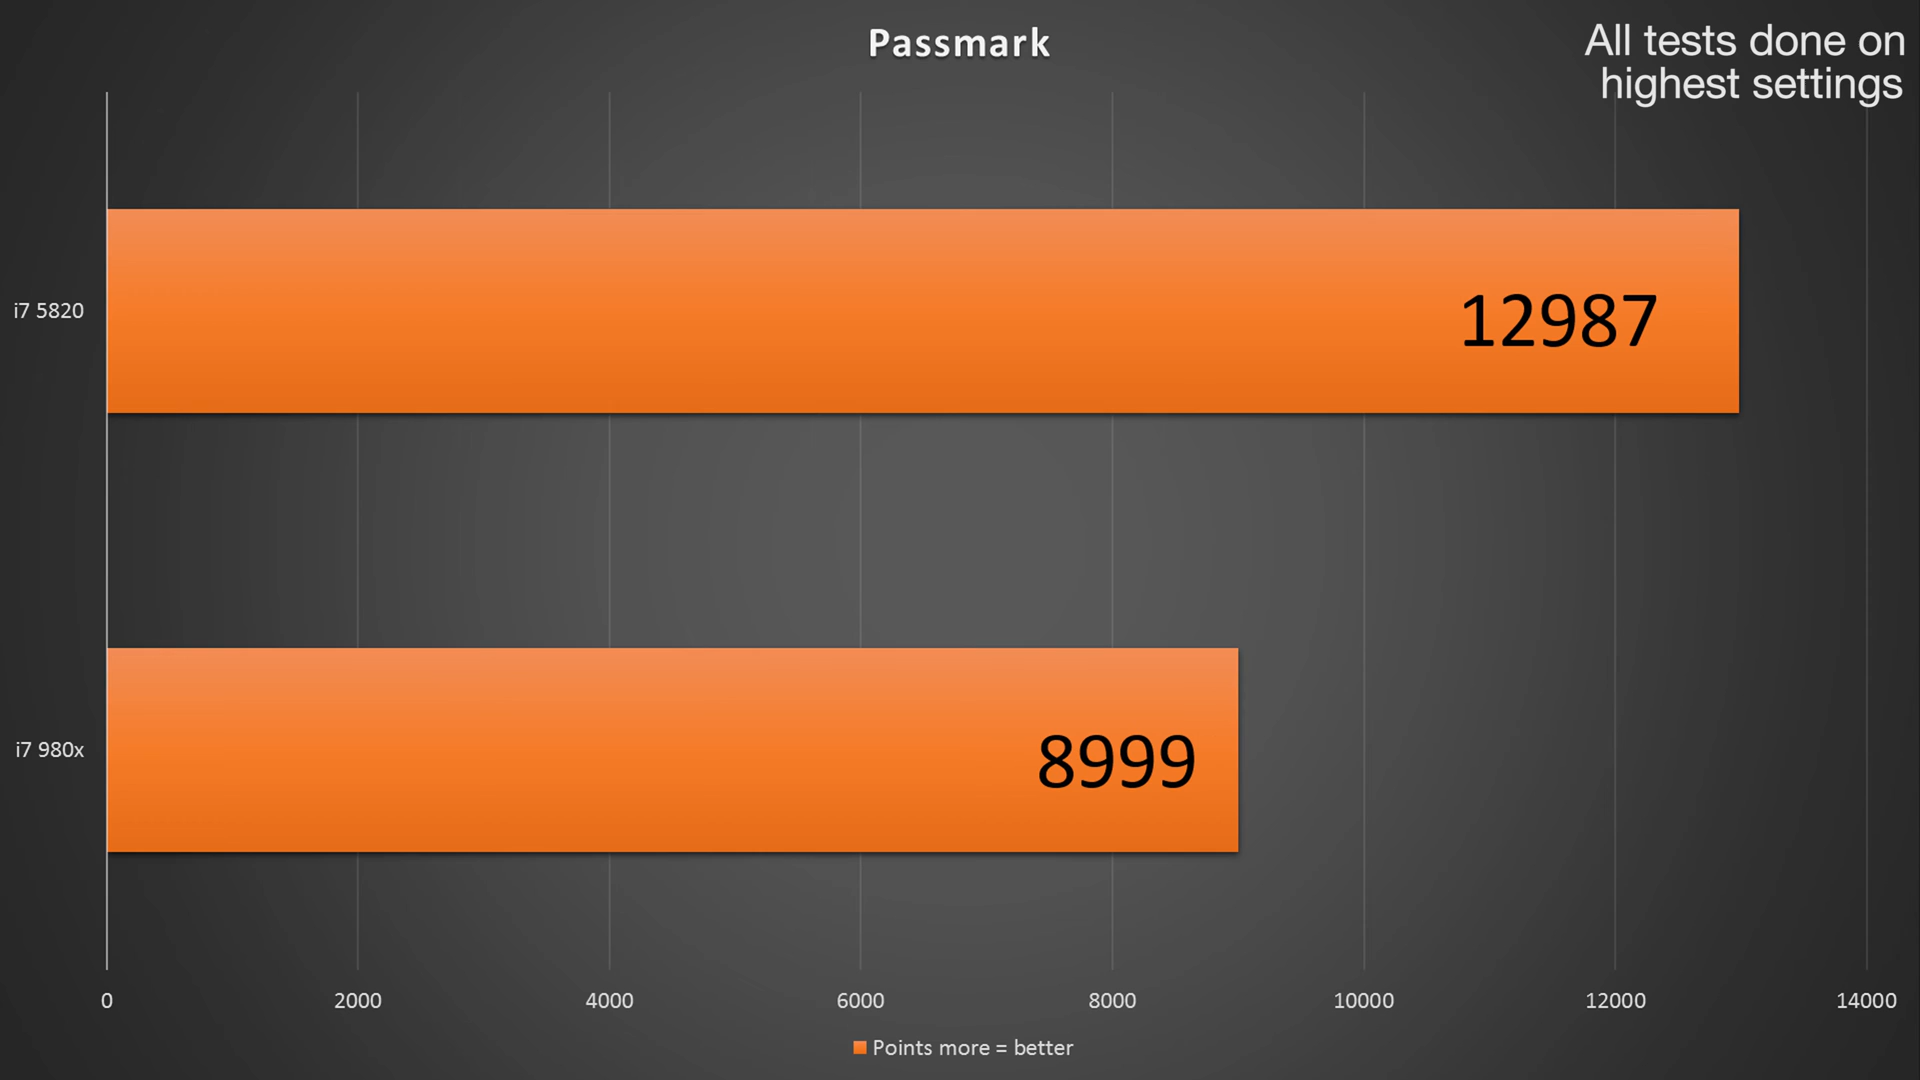 Passmark
All tests done on
highest settings
i7 5820
12987
i7 980x
8999
0 2000 4000 6000 8000 10000 12000 14000
Points more = better